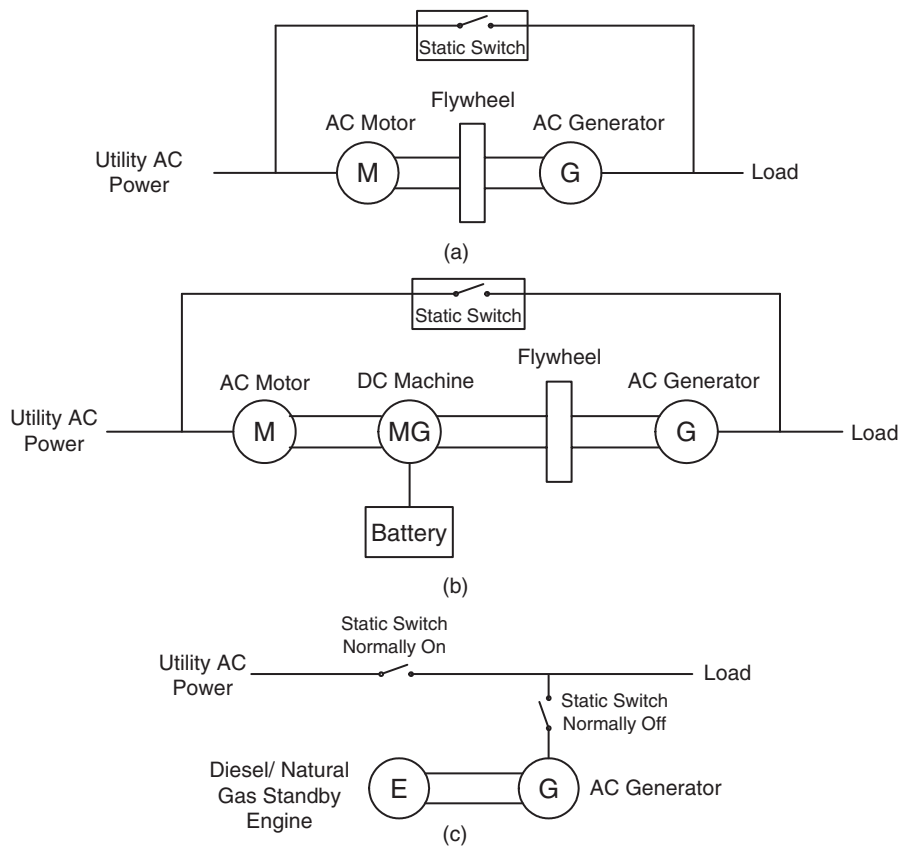 Static Switch
Flywheel
AC Motor
AC Generator
Utility AC
Power
M
G
Load
(a)
Static Switch
Flywheel
AC Motor
DC Machine
AC Generator
Utility AC
Power
M
MG
G
Load
Battery
(b)
Static Switch
Normally On
Utility AC
Power
Load
Static Switch
Normally Off
Diesel/ Natural
Gas Standby
Engine
E
G
AC Generator
(c)